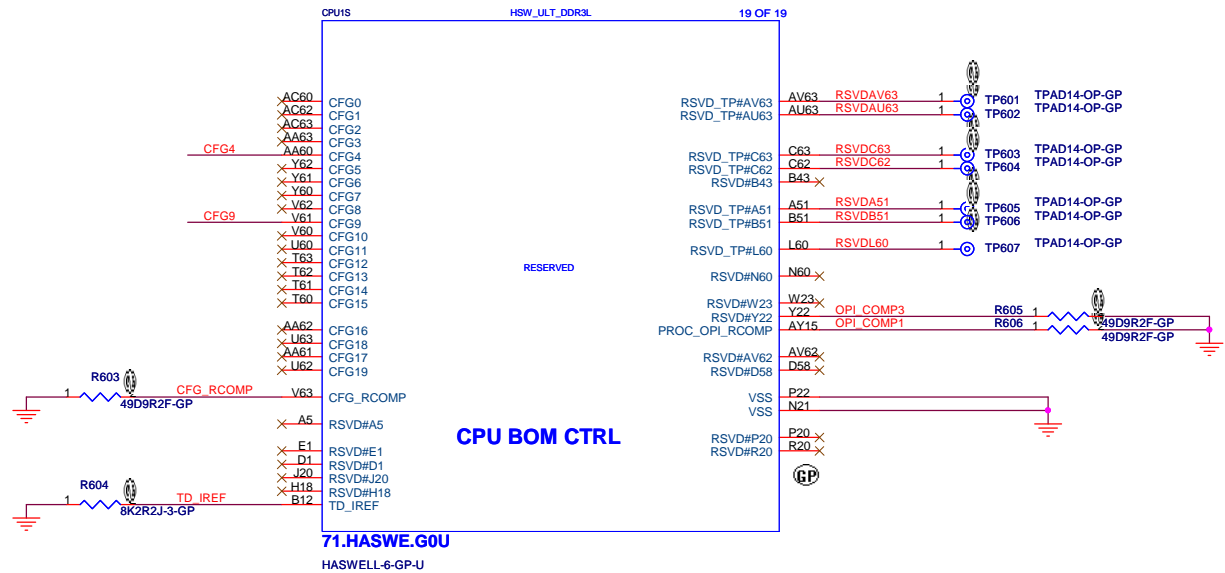 CPU1S HSW_ULT_DDR3L 19 OF 19
AC60 CFG0 RSVD_TP#AV63 AV63 RSVDAV63 1 TP601 TPAD14-OP-GP
AC62 CFG1 RSVD_TP#AU63 AU63 RSVDAU63 1 TP602 TPAD14-OP-GP
AC63 CFG2
AA63 CFG3
CFG4 AA60 CFG4 RSVD_TP#C63 C63 RSVDC63 1 TP603 TPAD14-OP-GP
Y62 CFG5 RSVD_TP#C62 C62 RSVDC62 1 TP604 TPAD14-OP-GP
Y61 CFG6 RSVD#B43 B43
Y60 CFG7
V62 CFG8 RSVD_TP#A51 A51 RSVDA51 1 TP605 TPAD14-OP-GP
CFG9 V61 CFG9 RSVD_TP#B51 B51 RSVDB51 1 TP606 TPAD14-OP-GP
V60 CFG10
U60 CFG11 RSVD_TP#L60 L60 RSVDL60 1 TP607 TPAD14-OP-GP
T63 CFG12
T62 CFG13 RESERVED RSVD#N60 N60
T61 CFG14
T60 CFG15 RSVD#W23 W23
RSVD#Y22 Y22 OPI_COMP3 R605 1 49D9R2F-GP
AA62 CFG16 PROC_OPI_RCOMP AY15 OPI_COMP1 R606 1 2 49D9R2F-GP
U63 CFG18
AA61 CFG17 RSVD#AV62 AV62
U62 CFG19 RSVD#D58 D58
R603 1 49D9R2F-GP CFG_RCOMP V63 CFG_RCOMP VSS P22
VSS N21
A5 RSVD#A5
CPU BOM CTRL RSVD#P20 P20
E1 RSVD#E1 RSVD#R20 R20
D1 RSVD#D1
J20 RSVD#J20 GP
H18 RSVD#H18
R604 1 8K2R2J-3-GP TD_IREF B12 TD_IREF
71.HASWE.G0U
HASWELL-6-GP-U